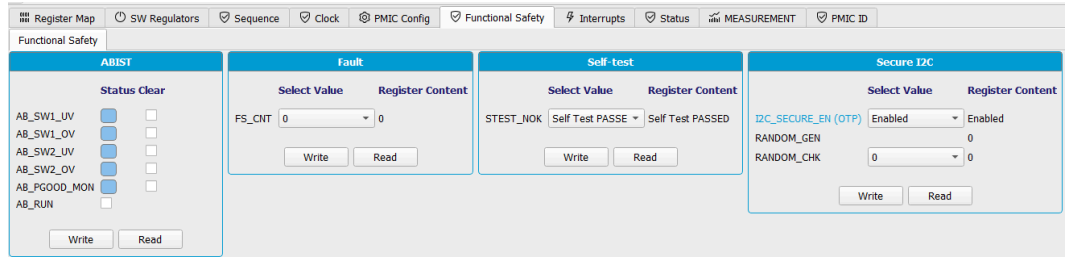 Register Map SW Regulators Sequence Clock PMIC Config Functional Safety Interrupts Status MEASUREMENT PMIC ID
Functional Safety
ABIST
Status Clear
AB_SW1_UV
AB_SW1_OV
AB_SW2_UV
AB_SW2_OV
AB_PGOOD_MON
AB_RUN
Write Read
Fault
Select Value Register Content
FS_CNT 0 0
Write Read
Self-test
Select Value Register Content
STEST_NOK Self Test PASSE Self Test PASSED
Write Read
Secure I2C
Select Value Register Content
I2C_SECURE_EN (OTP) Enabled Enabled
RANDOM_GEN 0
RANDOM_CHK 0 0
Write Read